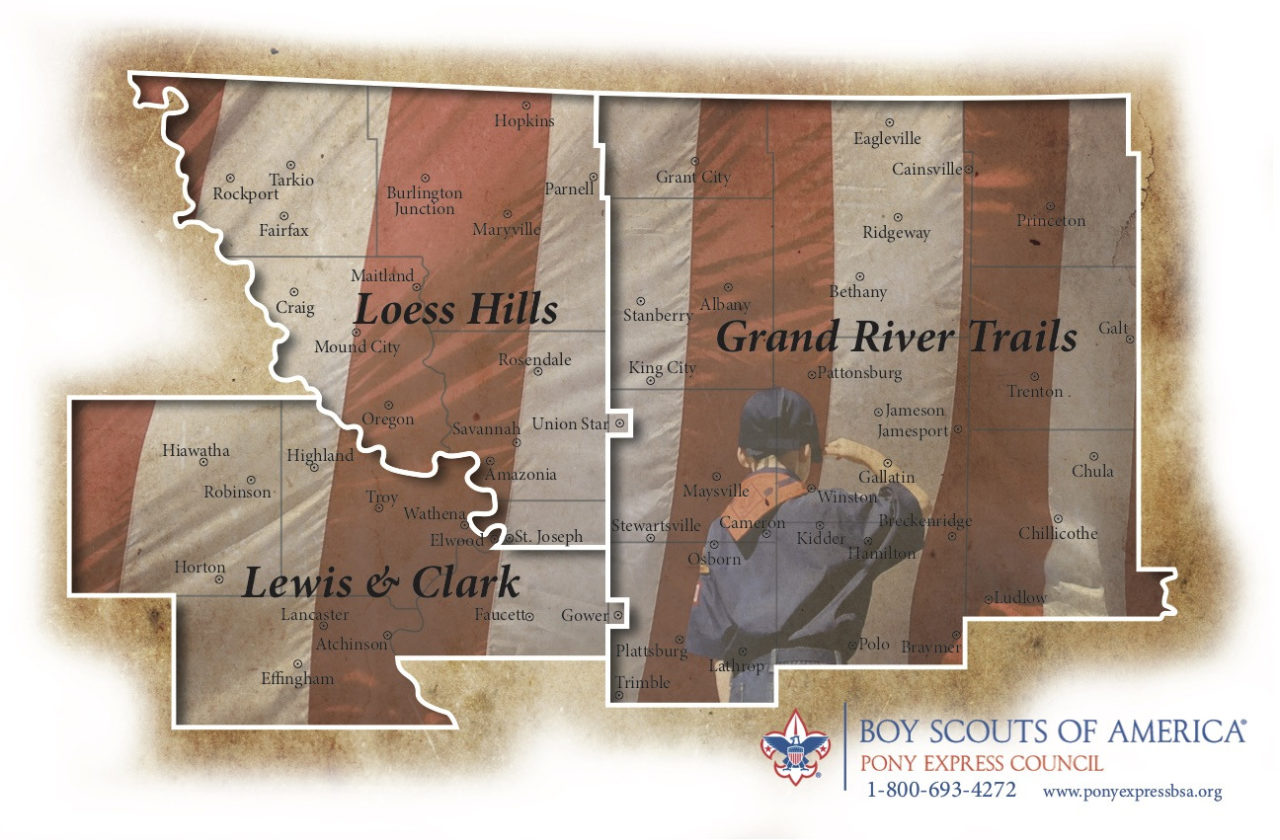 Hopkins
Tarkio
Rockport
Burlington
Junction
Parnell
Fairfax
Maryville
Maitland
Craig
Loess Hills
Mound City
Rosendale
Oregon
Union Star
Savannah
Amazonia
Eagleville
Cainsville
Grant City
Princeton
Ridgeway
Bethany
Albany
Stanberry
Grand River Trails
Galt
King City
Pattonsburg
Trenton
Jameson
Jamesport
Chula
Gallatin
Maysville
Winston
Stewartsville
Cameron
Breckenridge
Kidder
Chillicothe
Hamilton
Osborn
Ludlow
Plattsburg
Lathrop
Polo
Braymer
Trimble
Hiawatha
Highland
Robinson
Troy
Wathena
Elwood
St. Joseph
Horton
Lewis & Clark
Lancaster
Faucett
Gower
Atchinson
Effingham
BOY SCOUTS OF AMERICA®
PONY EXPRESS COUNCIL
1-800-693-4272 www.ponyexpressbsa.org